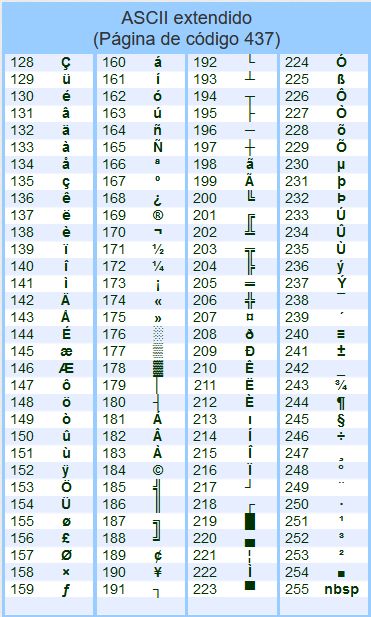 ASCII extendido
(Página de código 437)
128 Ç 160 á 192 └ 224 Ó
129 ü 161 í 193 ┴ 225 ß
130 é 162 ó 194 ┬ 226 Ô
131 â 163 ú 195 ├ 227 Ò
132 ä 164 ñ 196 ─ 228 õ
133 à 165 Ñ 197 ┼ 229 Õ
134 å 166 ª 198 ã 230 µ
135 ç 167 º 199 Ã 231 þ
136 ê 168 ¿ 200 ╚ 232 Þ
137 ë 169 ® 201 ╔ 233 Ú
138 è 170 ¬ 202 ╩ 234 Û
139 ï 171 ½ 203 ╦ 235 Ù
140 î 172 ¼ 204 ╠ 236 ý
141 ì 173 ¡ 205 ═ 237 Ý
142 Ä 174 « 206 ╬ 238 ¯
143 Å 175 » 207 ¤ 239 ´
144 É 176 ░ 208 ð 240 ≡
145 æ 177 ▒ 209 Ð 241 ±
146 Æ 178 ▓ 210 Ê 242 _
147 ô 179 │ 211 Ë 243 ¾
148 ö 180 ┤ 212 È 244 ¶
149 ò 181 Á 213 ı 245 §
150 û 182 Â 214 Í 246 ÷
151 ù 183 À 215 Î 247 ¸
152 ÿ 184 © 216 Ï 248 °
153 Ö 185 ╣ 217 ┘ 249 ¨
154 Ü 186 ║ 218 ┌ 250 ·
155 ø 187 ╗ 219 █ 251 ¹
156 £ 188 ╝ 220 ▄ 252 ³
157 Ø 189 ¢ 221 ¦ 253 ²
158 × 190 ¥ 222 Ì 254 ■
159 ƒ 191 ┐ 223 ▀ 255 nbsp